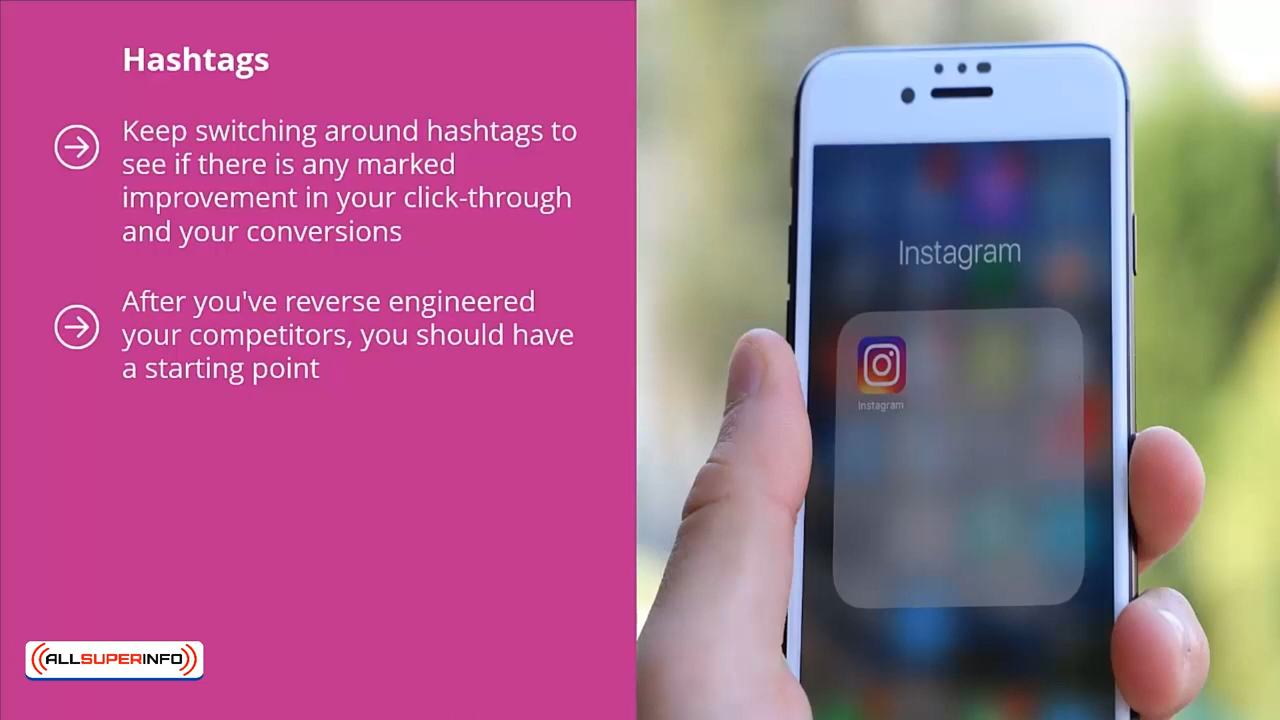 Hashtags
Keep switching around hashtags to
see if there is any marked
improvement in your click-through
and your conversions
After you've reverse engineered
your competitors, you should have
a starting point
ALLSUPERINFO
Instagram
Instagram